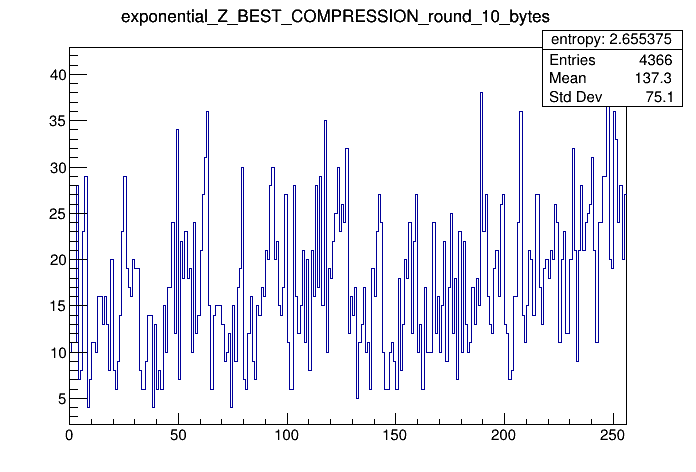 exponential_Z_BEST_COMPRESSION_round_10_bytes
entropy: 2.655375
Entries 4366
Mean 137.3
Std Dev 75.1
40
35
30
25
20
15
10
5
0 50 100 150 200 250